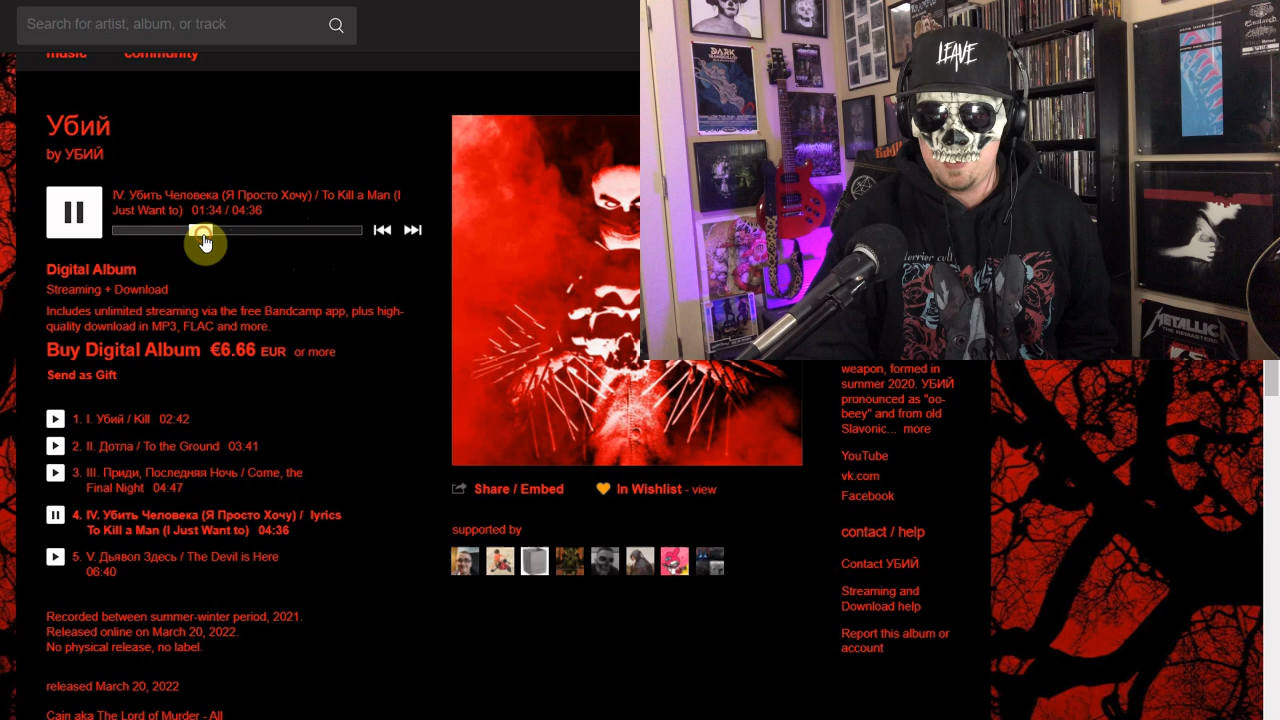 Search for artist, album, or track
music
community
Убий
by УБИЙ
IV. Убить Человека (Я Просто Хочу) / To Kill a Man (I
Just Want to) 01:34 / 04:36
Digital Album
Streaming + Download
Includes unlimited streaming via the free Bandcamp app, plus high-
quality download in MP3, FLAC and more.
Buy Digital Album €6.66 EUR or more
Send as Gift
1. I. Убий / Kill 02:42
2. II. Дотла / To the Ground 03:41
3. III. Приди, Последняя Ночь / Come, the
Final Night 04:47
4. IV. Убить Человека (Я Просто Хочу) / lyrics
To Kill a Man (I Just Want to) 04:36
5. V. Дьявол Здесь / The Devil is Here
06:40
Recorded between summer-winter period, 2021.
Released online on March 20, 2022.
No physical release, no label.
released March 20, 2022
Cain aka The Lord of Murder - All
Share / Embed
In Wishlist - view
supported by
weapon, formed in
summer 2020. УБИЙ
pronounced as "oo-
beey" and from old
Slavonic... more
YouTube
vk.com
Facebook
contact / help
Contact УБИЙ
Streaming and
Download help
Report this album or
account
LEAVE
DARK
METALLICA